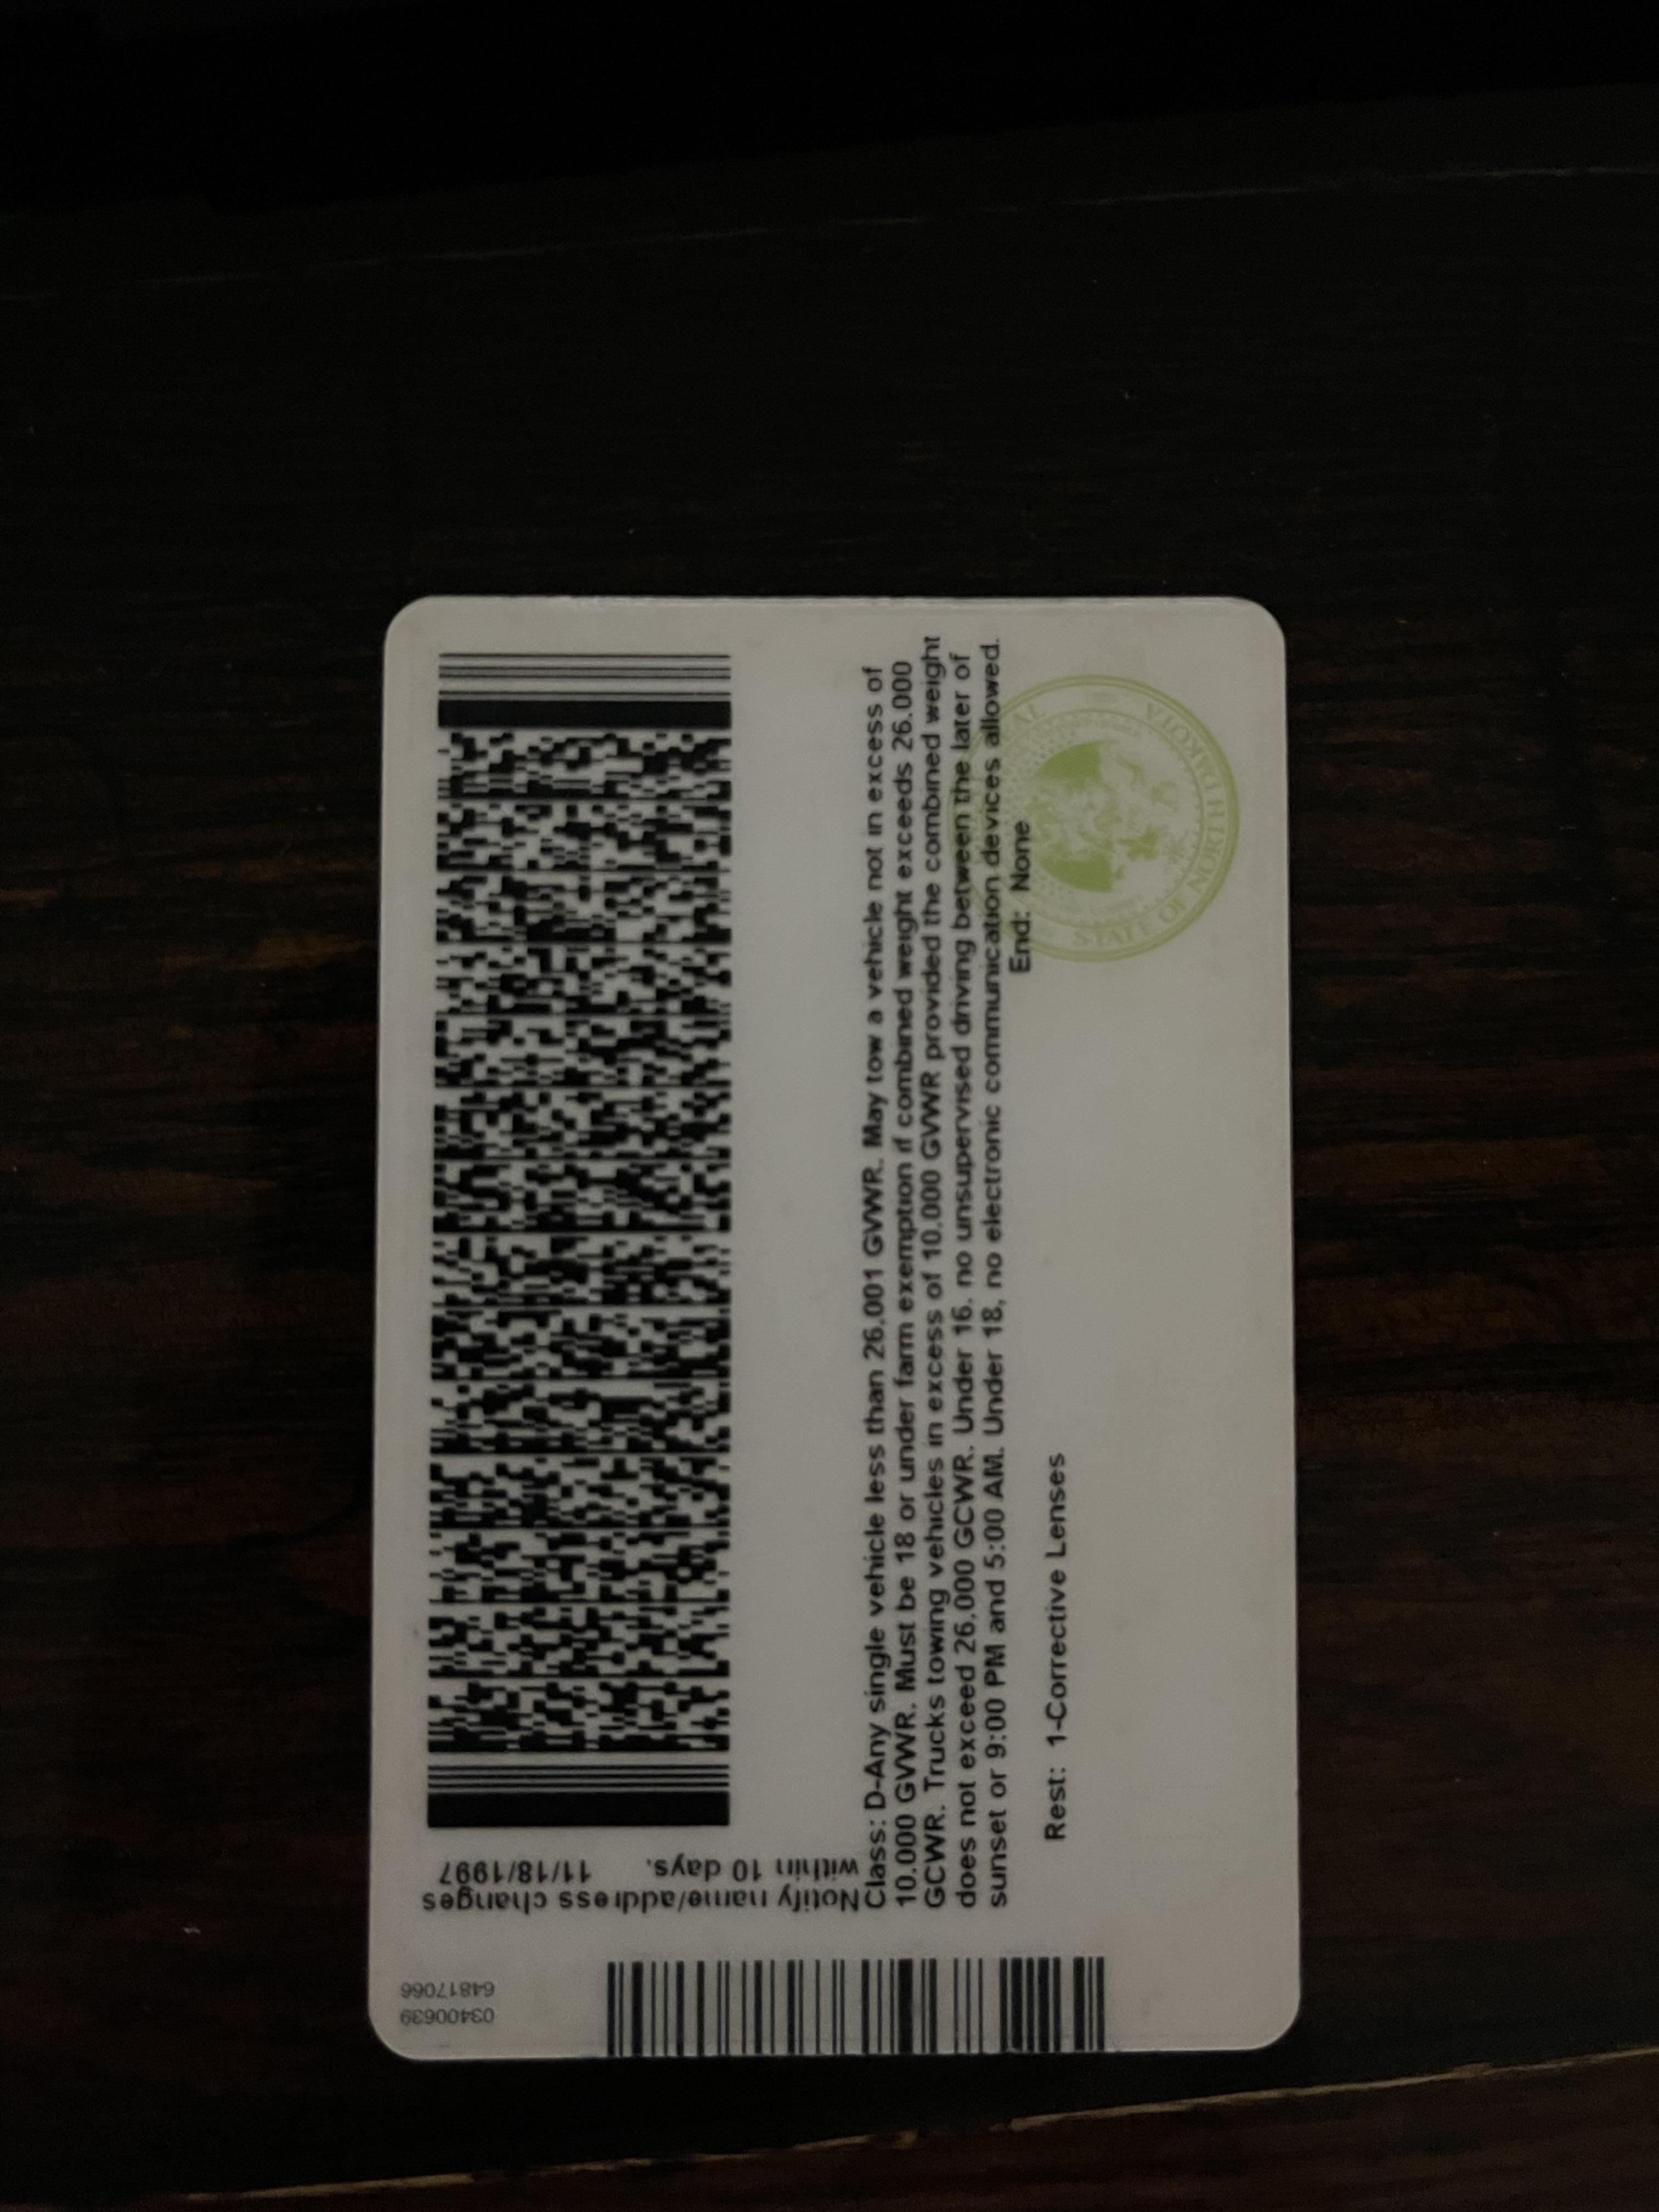 03400639
64817066
Notify name/address changes
within 10 days. 11/18/1997
Class: D-Any single vehicle less than 26.001 GVWR. May tow a vehicle not in excess of
10.000 GVWR. Must be 18 or under farm exemption if combined weight exceeds 26.000
GCWR. Trucks towing vehicles in excess of 10.000 GVWR provided the combined weight
does not exceed 26.000 GCWR. Under 16. no unsupervised driving between the later of
sunset or 9:00 PM and 5:00 AM. Under 18, no electronic communication devices allowed.
End: None
Rest: 1-Corrective Lenses
STATE OF NORTH DAKOTA